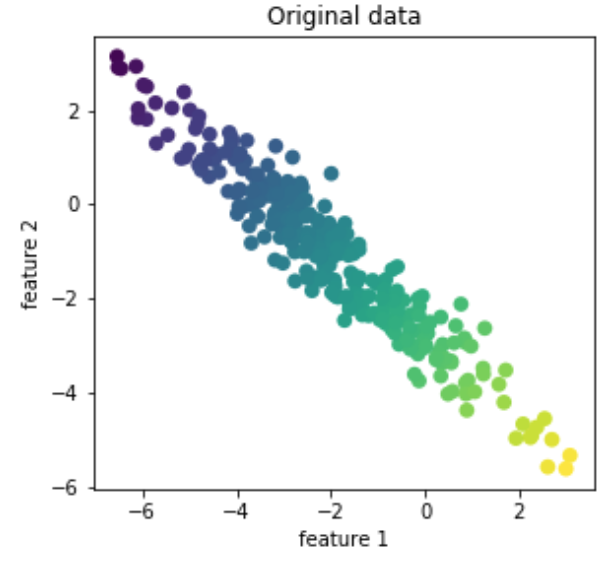 Original data
2
0
−2
−4
−6
feature 2
−6 −4 −2 0 2
feature 1